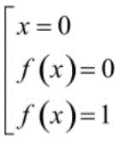 x = 0
f(x) = 0
f(x) = 1